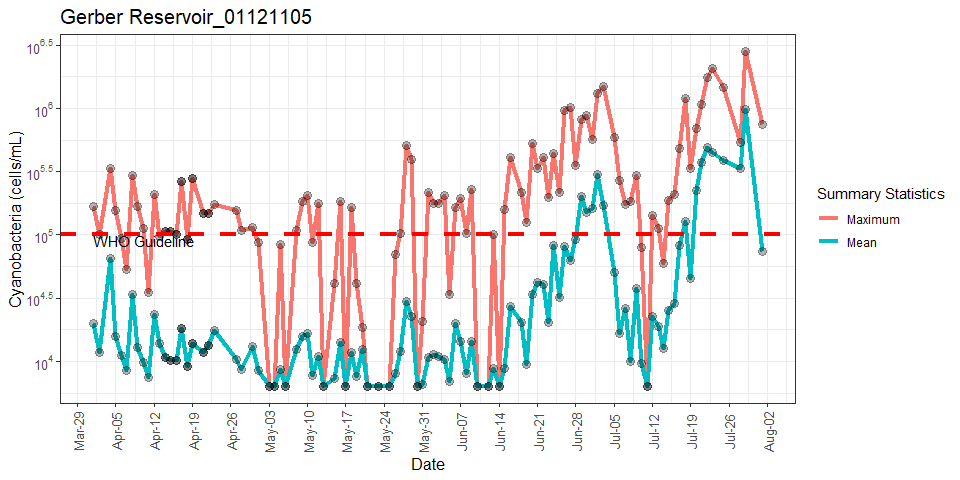 Gerber Reservoir_01121105
Cyanobacteria (cells/mL)
10^6.5
10^6
10^5.5
10^5
10^4.5
10^4
WHO Guideline
Mar-29
Apr-05
Apr-12
Apr-19
Apr-26
May-03
May-10
May-17
May-24
May-31
Jun-07
Jun-14
Jun-21
Jun-28
Jul-05
Jul-12
Jul-19
Jul-26
Aug-02
Date
Summary Statistics
Maximum
Mean